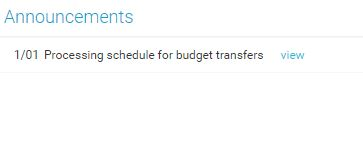 Announcements
1/01 Processing schedule for budget transfers view